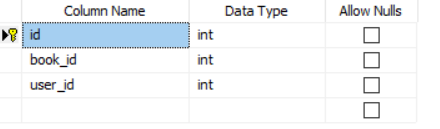 Column Name Data Type Allow Nulls
id int
book_id int
user_id int